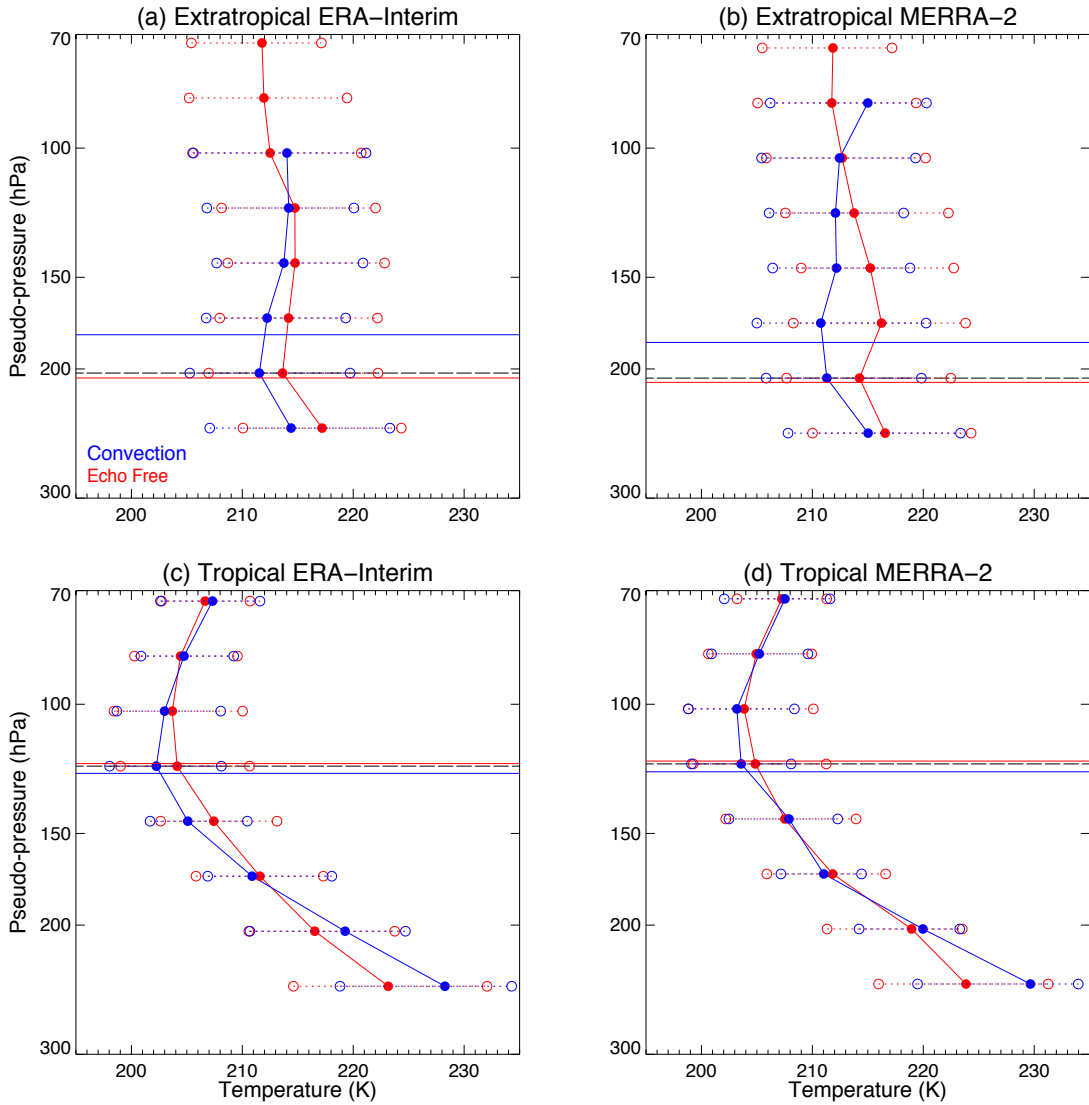 (a) Extratropical ERA−Interim
(b) Extratropical MERRA−2
70
100
150
200
300
Pseudo-pressure (hPa)
Convection
Echo Free
200 210 220 230
70
100
150
200
300
Pseudo-pressure (hPa)
200 210 220 230
(c) Tropical ERA−Interim
(d) Tropical MERRA−2
70
100
150
200
300
Pseudo-pressure (hPa)
200 210 220 230
Temperature (K)
70
100
150
200
300
200 210 220 230
Temperature (K)